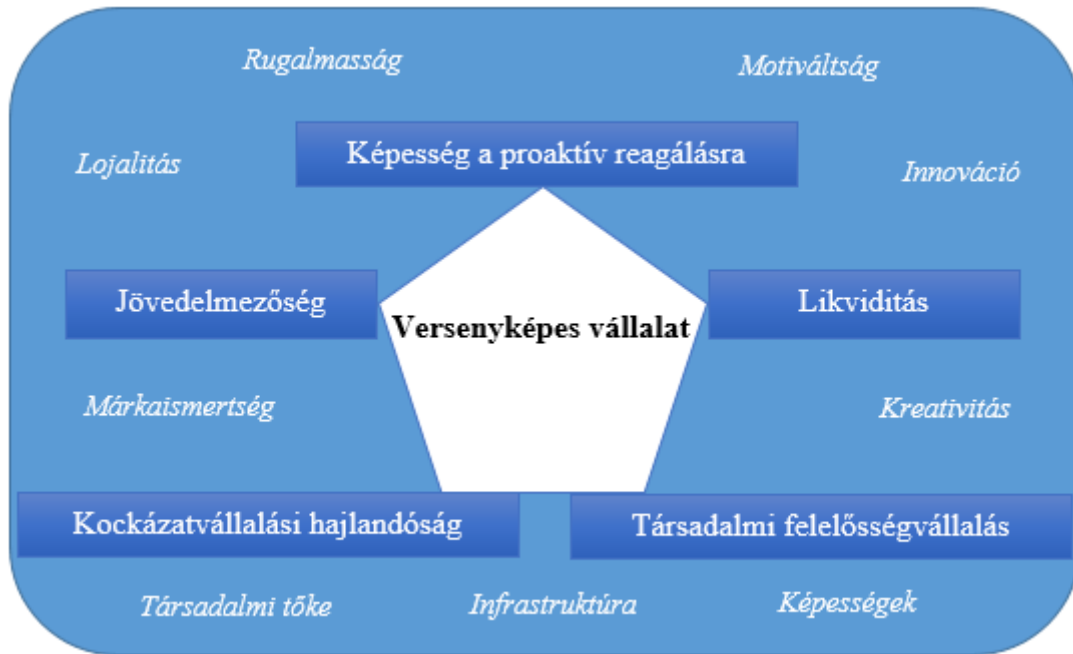 Rugalmasság
Motiváltság
Képesség a proaktív reagálásra
Lojalitás
Innováció
Jövedelmezőség
Likviditás
Versenyképes vállalat
Márkaismertség
Kreativitás
Kockázatvállalási hajlandóság
Társadalmi felelősségvállalás
Társadalmi tőke
Infrastruktúra
Képességek